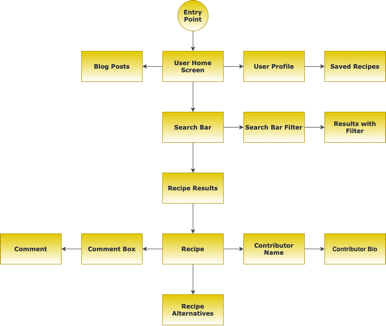 Entry
Point
Blog Posts
User Home
Screen
User Profile
Saved Recipes
Search Bar
Search Bar Filter
Results with
Filter
Recipe Results
Comment
Comment Box
Recipe
Contributor
Name
Contributor Bio
Recipe
Alternatives